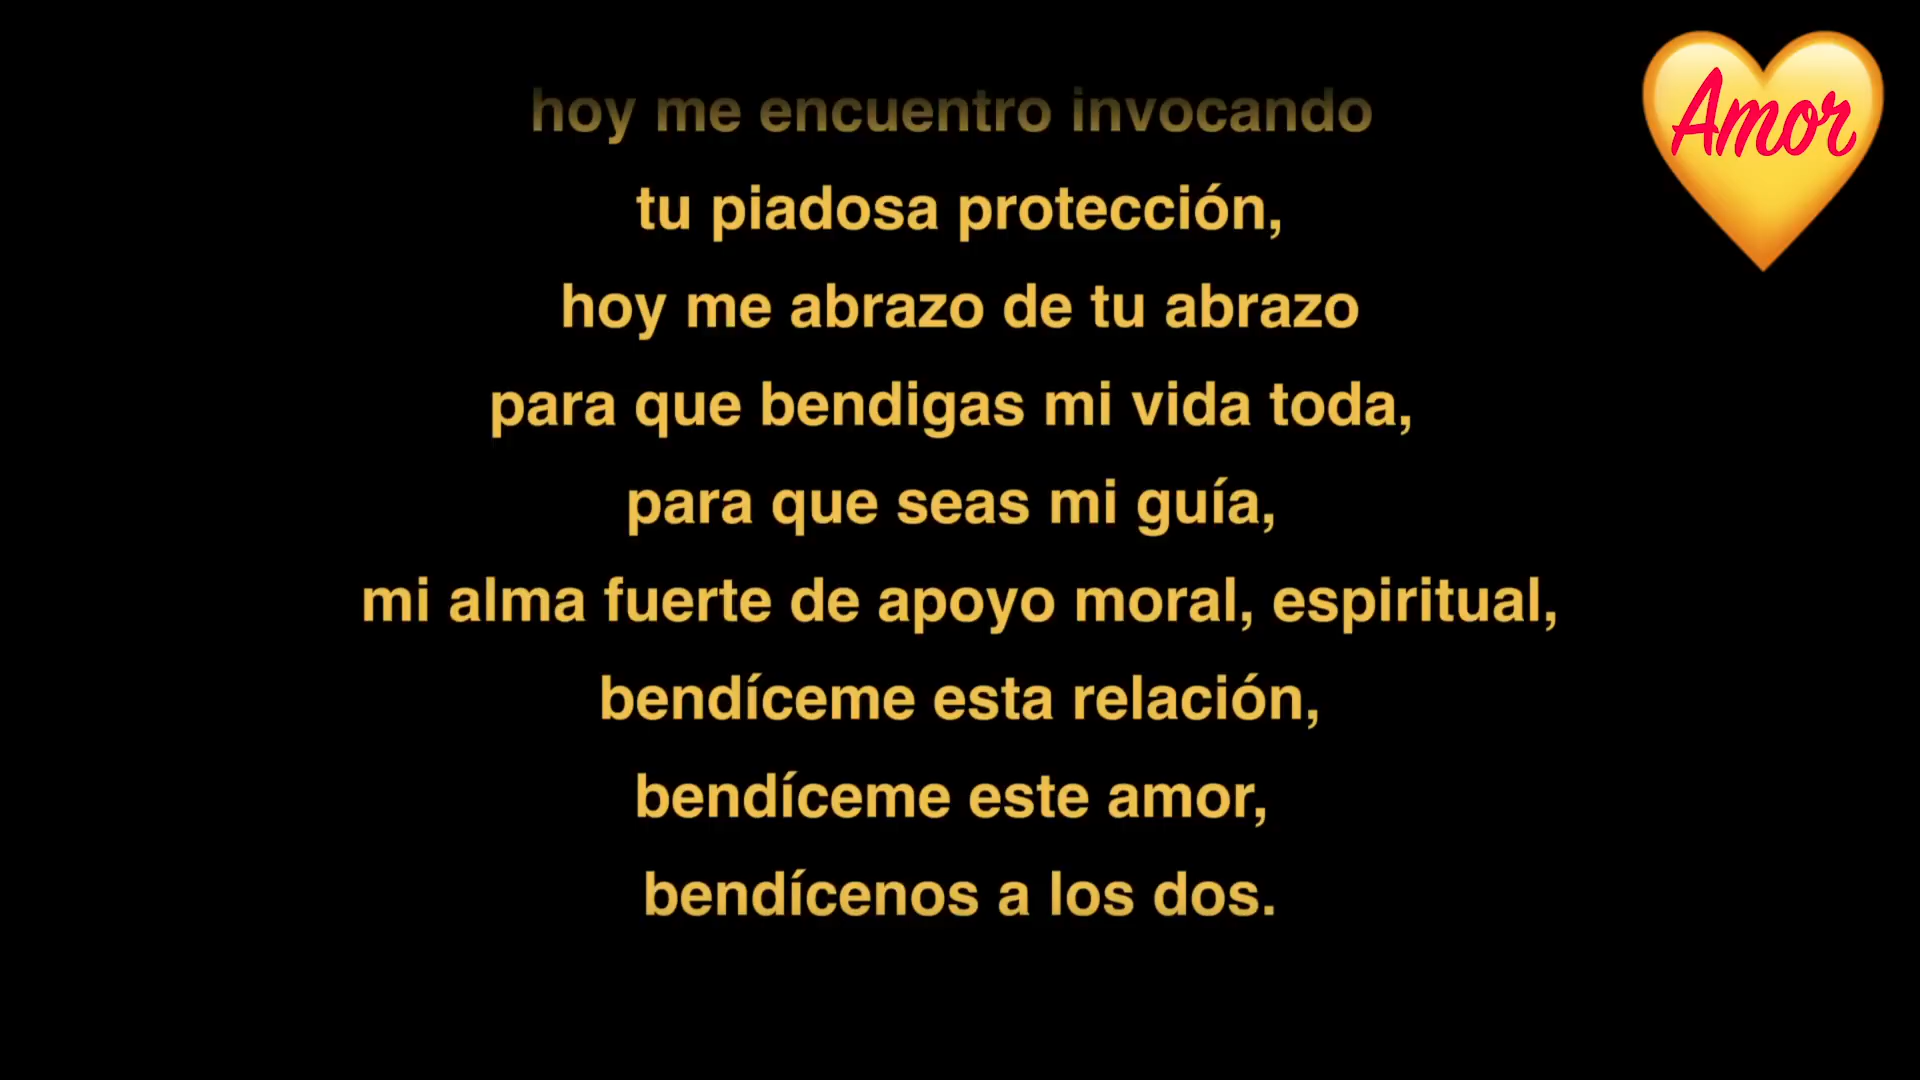 Amor
hoy me encuentro invocando
tu piadosa protección,
hoy me abrazo de tu abrazo
para que bendigas mi vida toda,
para que seas mi guía,
mi alma fuerte de apoyo moral, espiritual,
bendíceme esta relación,
bendíceme este amor,
bendícenos a los dos.